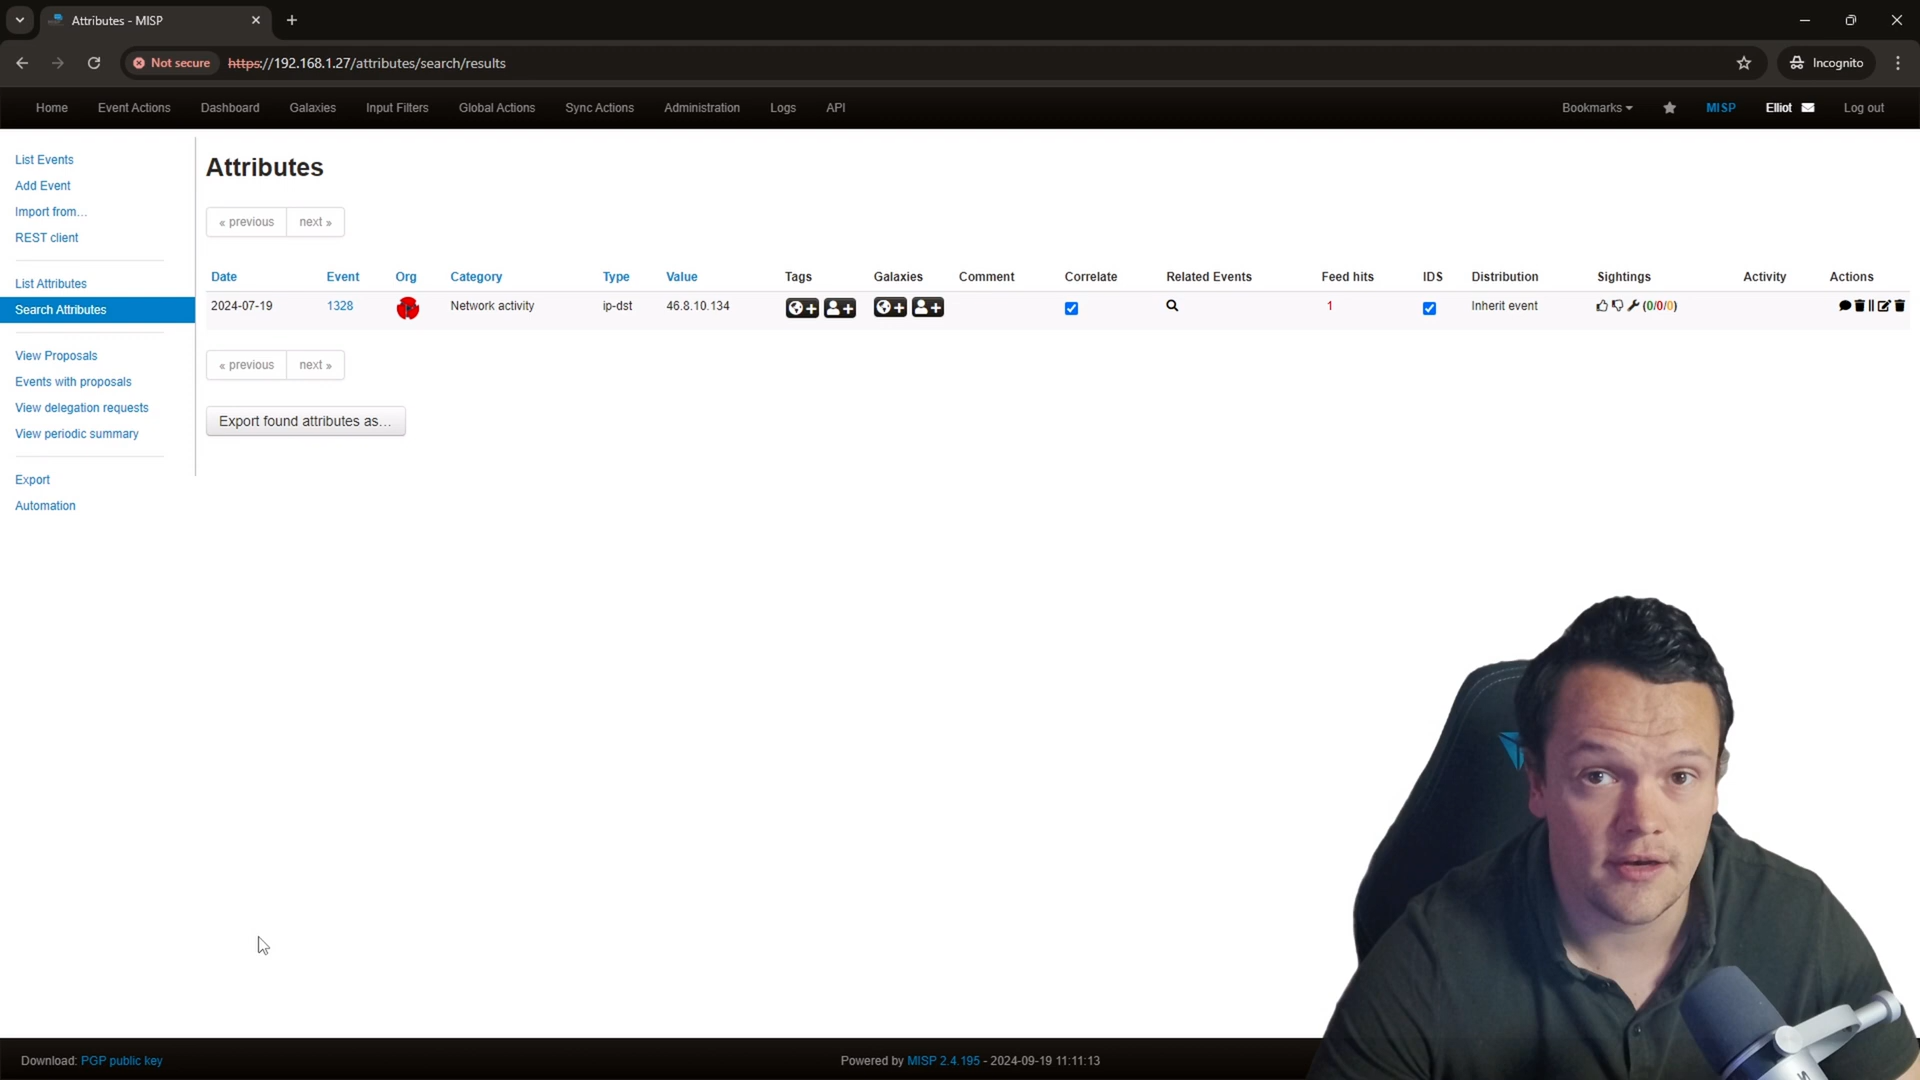 Attributes - MISP
Not secure https://192.168.1.27/attributes/search/results Incognito
Home Event Actions Dashboard Galaxies Input Filters Global Actions Sync Actions Administration Logs API Bookmarks MISP Elliot Log out
List Events
Add Event
Import from…
REST client
List Attributes
Search Attributes
View Proposals
Events with proposals
View delegation requests
View periodic summary
Export
Automation
Attributes
« previous next »
Date Event Org Category Type Value Tags Galaxies Comment Correlate Related Events Feed hits IDS Distribution Sightings Activity Actions
2024-07-19 1328 Network activity ip-dst 46.8.10.134 + + + + 1 Inherit event (0/0/0)
« previous next »
Export found attributes as…
Download: PGP public key
Powered by MISP 2.4.195 - 2024-09-19 11:11:13